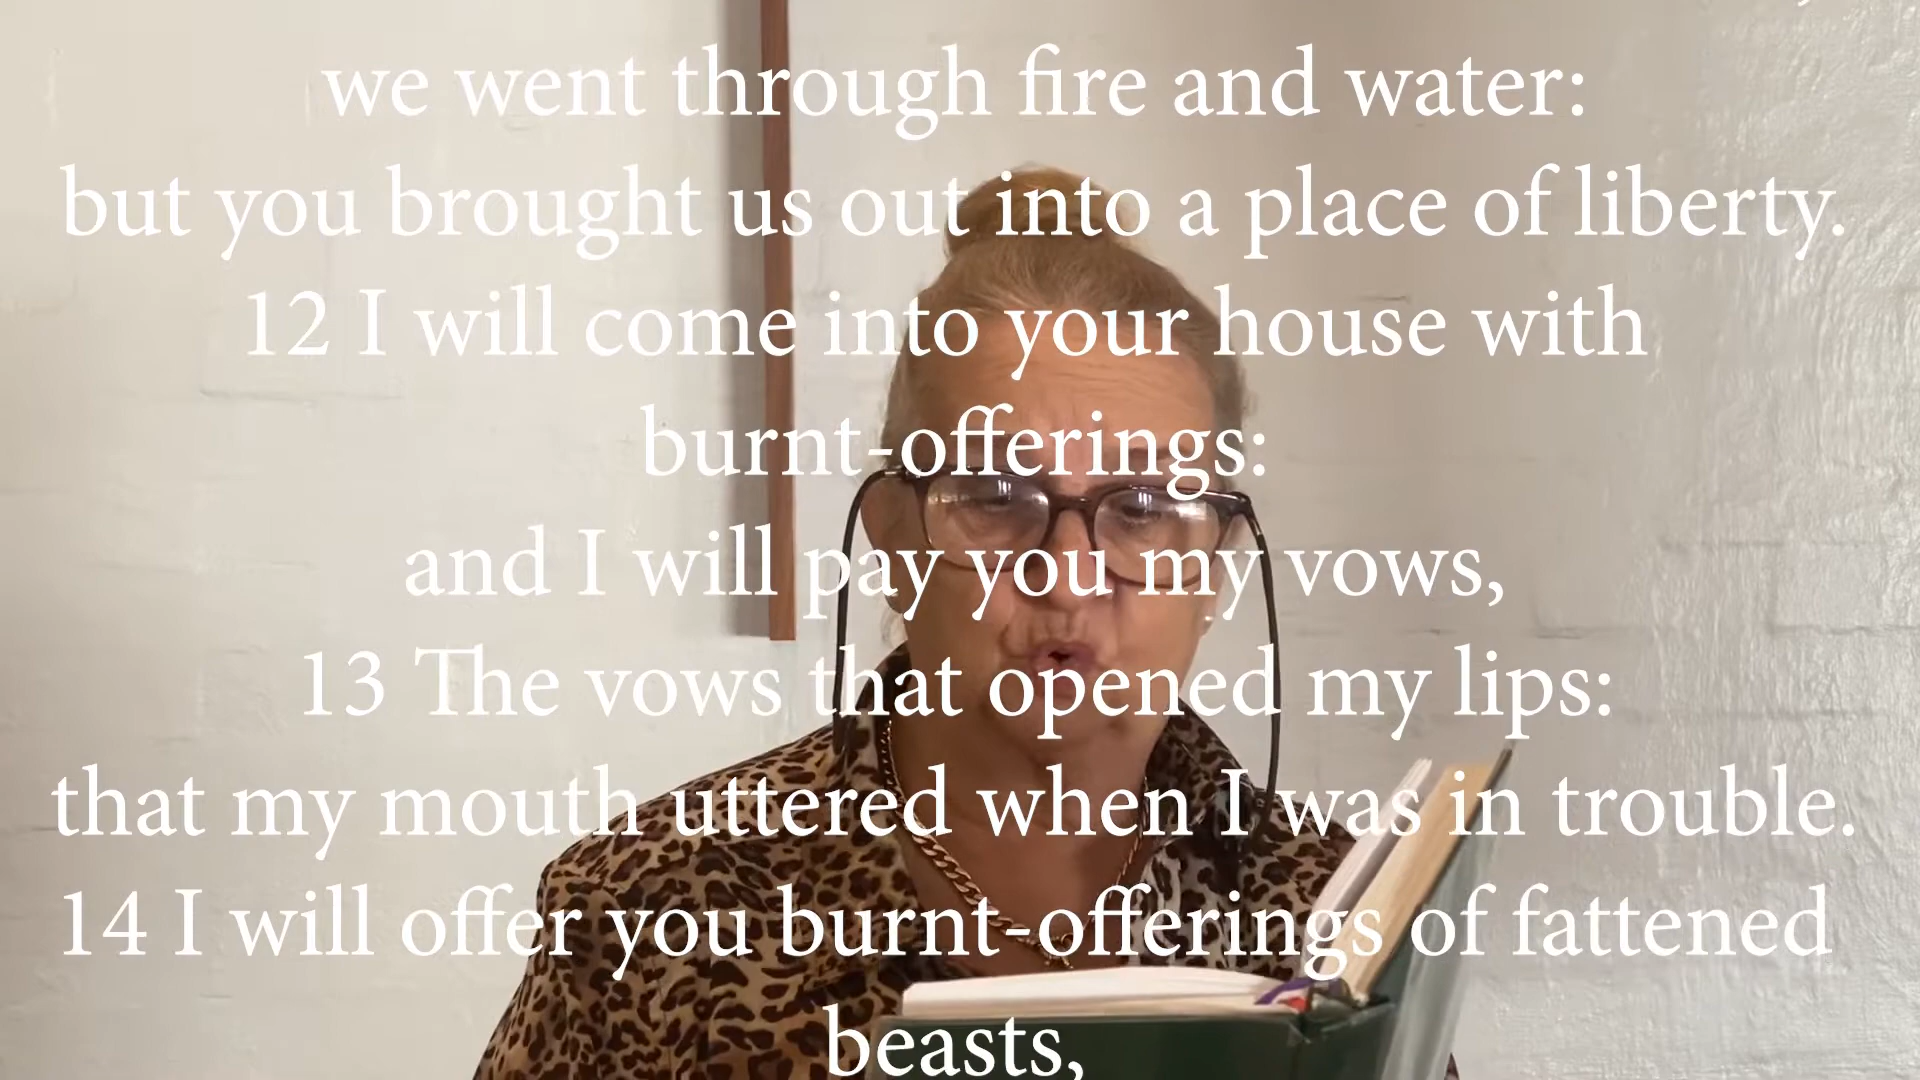 we went through fire and water:
but you brought us out into a place of liberty.
12 I will come into your house with
burnt-offerings:
and I will pay you my vows,
13 The vows that opened my lips:
that my mouth uttered when I was in trouble.
14 I will offer you burnt-offerings of fattened
beasts,